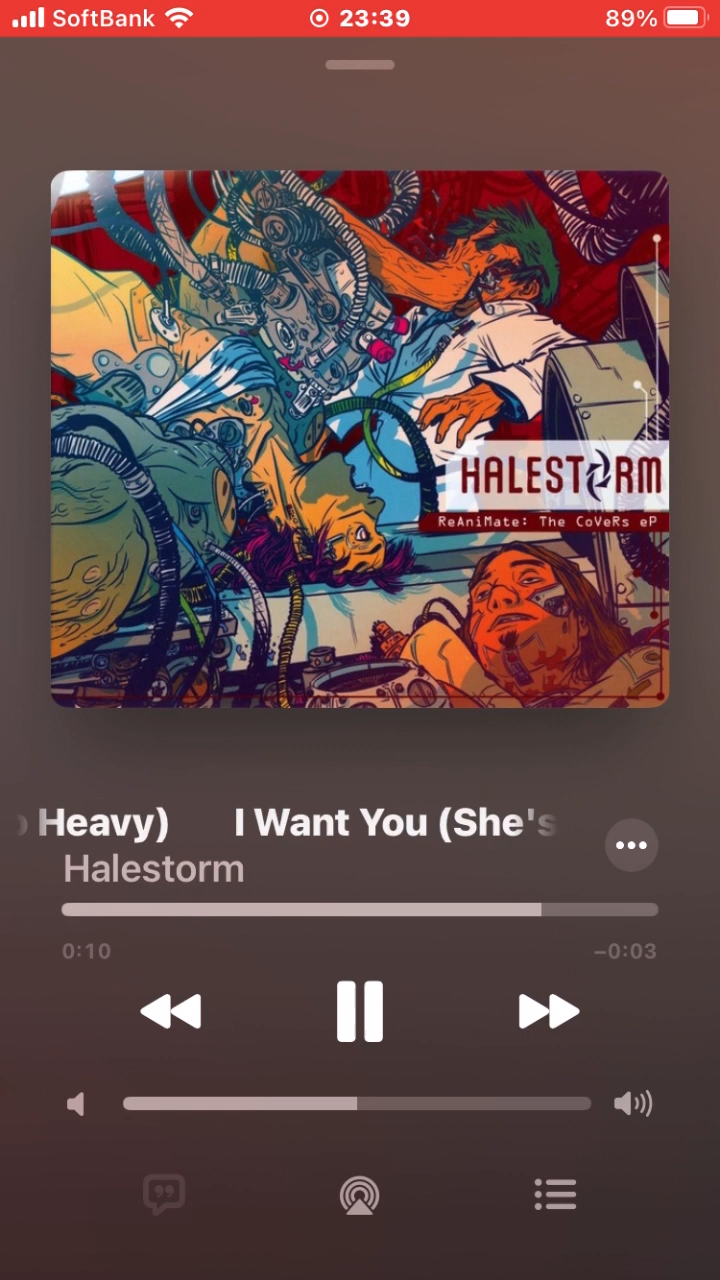 SoftBank 23:39 89%
HALESTORM
ReAniMate: The CoVeRs eP
Heavy) I Want You (She's
Halestorm
0:10 −0:03